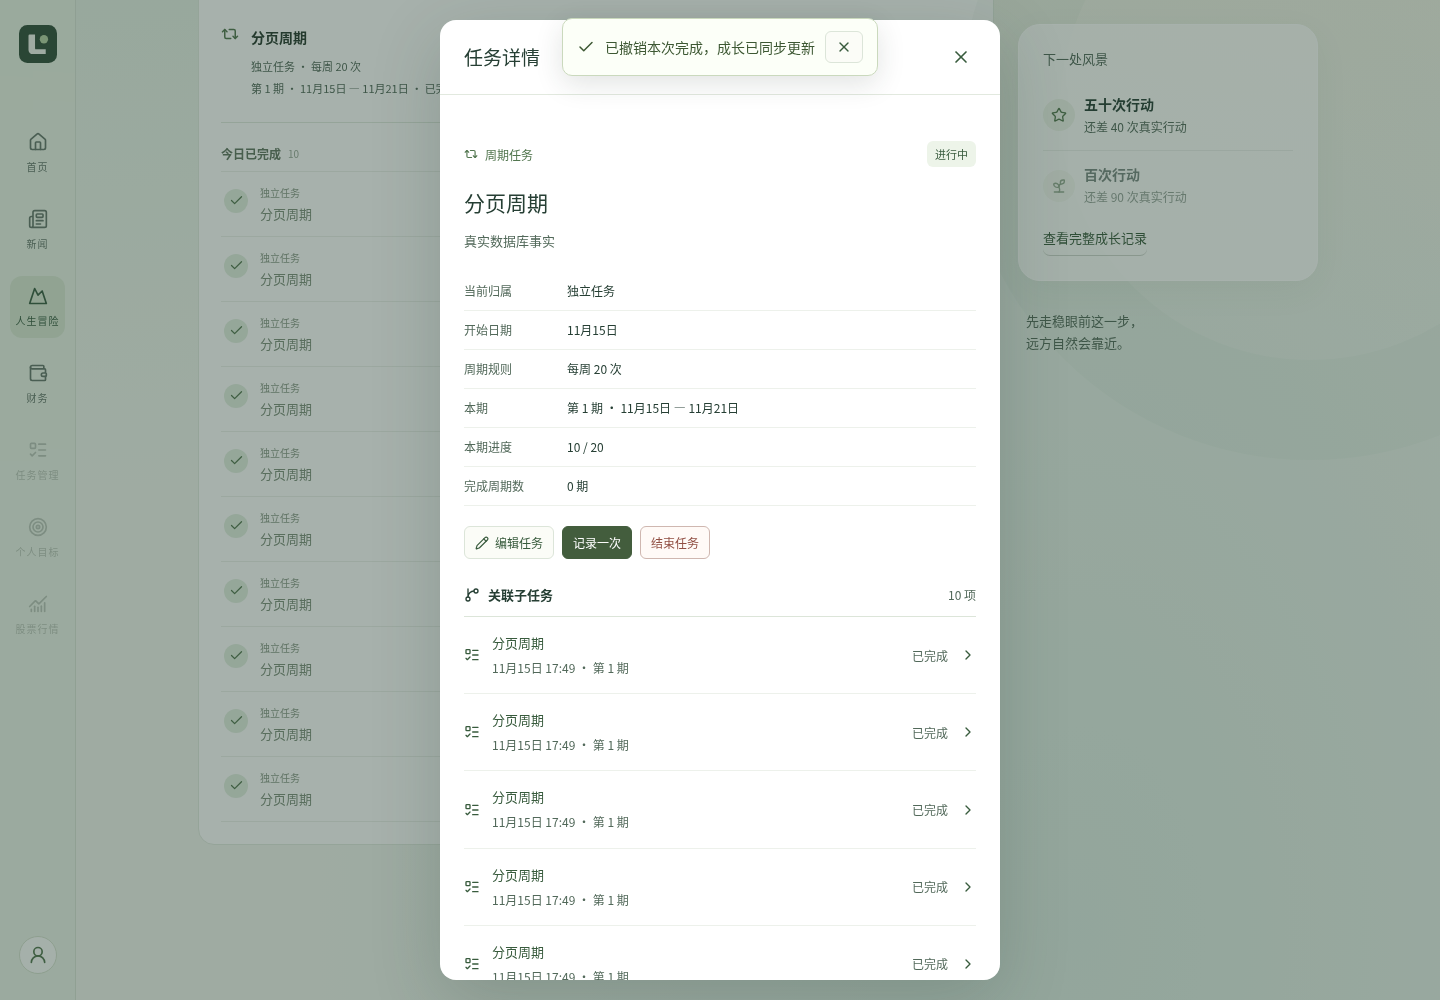 首页
新闻
人生冒险
财务
任务管理
个人目标
股票行情
分页周期
独立任务 · 每周 20 次
第 1 期 · 11月15日 — 11月21日 · 已
今日已完成 10
独立任务
分页周期
独立任务
分页周期
独立任务
分页周期
独立任务
分页周期
独立任务
分页周期
独立任务
分页周期
独立任务
分页周期
独立任务
分页周期
独立任务
分页周期
独立任务
分页周期
任务详情
已撤销本次完成，成长已同步更新
周期任务
进行中
分页周期
真实数据库事实
当前归属 独立任务
开始日期 11月15日
周期规则 每周 20 次
本期 第 1 期 · 11月15日 — 11月21日
本期进度 10 / 20
完成周期数 0 期
编辑任务 记录一次 结束任务
关联子任务 10 项
分页周期
11月15日 17:49 · 第 1 期
已完成
分页周期
11月15日 17:49 · 第 1 期
已完成
分页周期
11月15日 17:49 · 第 1 期
已完成
分页周期
11月15日 17:49 · 第 1 期
已完成
分页周期
11月15日 17:49 · 第 1 期
已完成
下一处风景
五十次行动
还差 40 次真实行动
百次行动
还差 90 次真实行动
查看完整成长记录
先走稳眼前这一步，
远方自然会靠近。